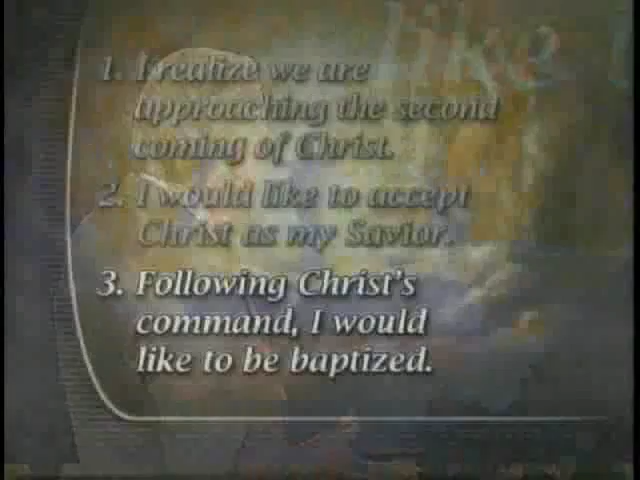 like
1. I realize we are
approaching the second
coming of Christ.
2. I would like to accept
Christ as my Savior.
3. Following Christ's
command, I would
like to be baptized.